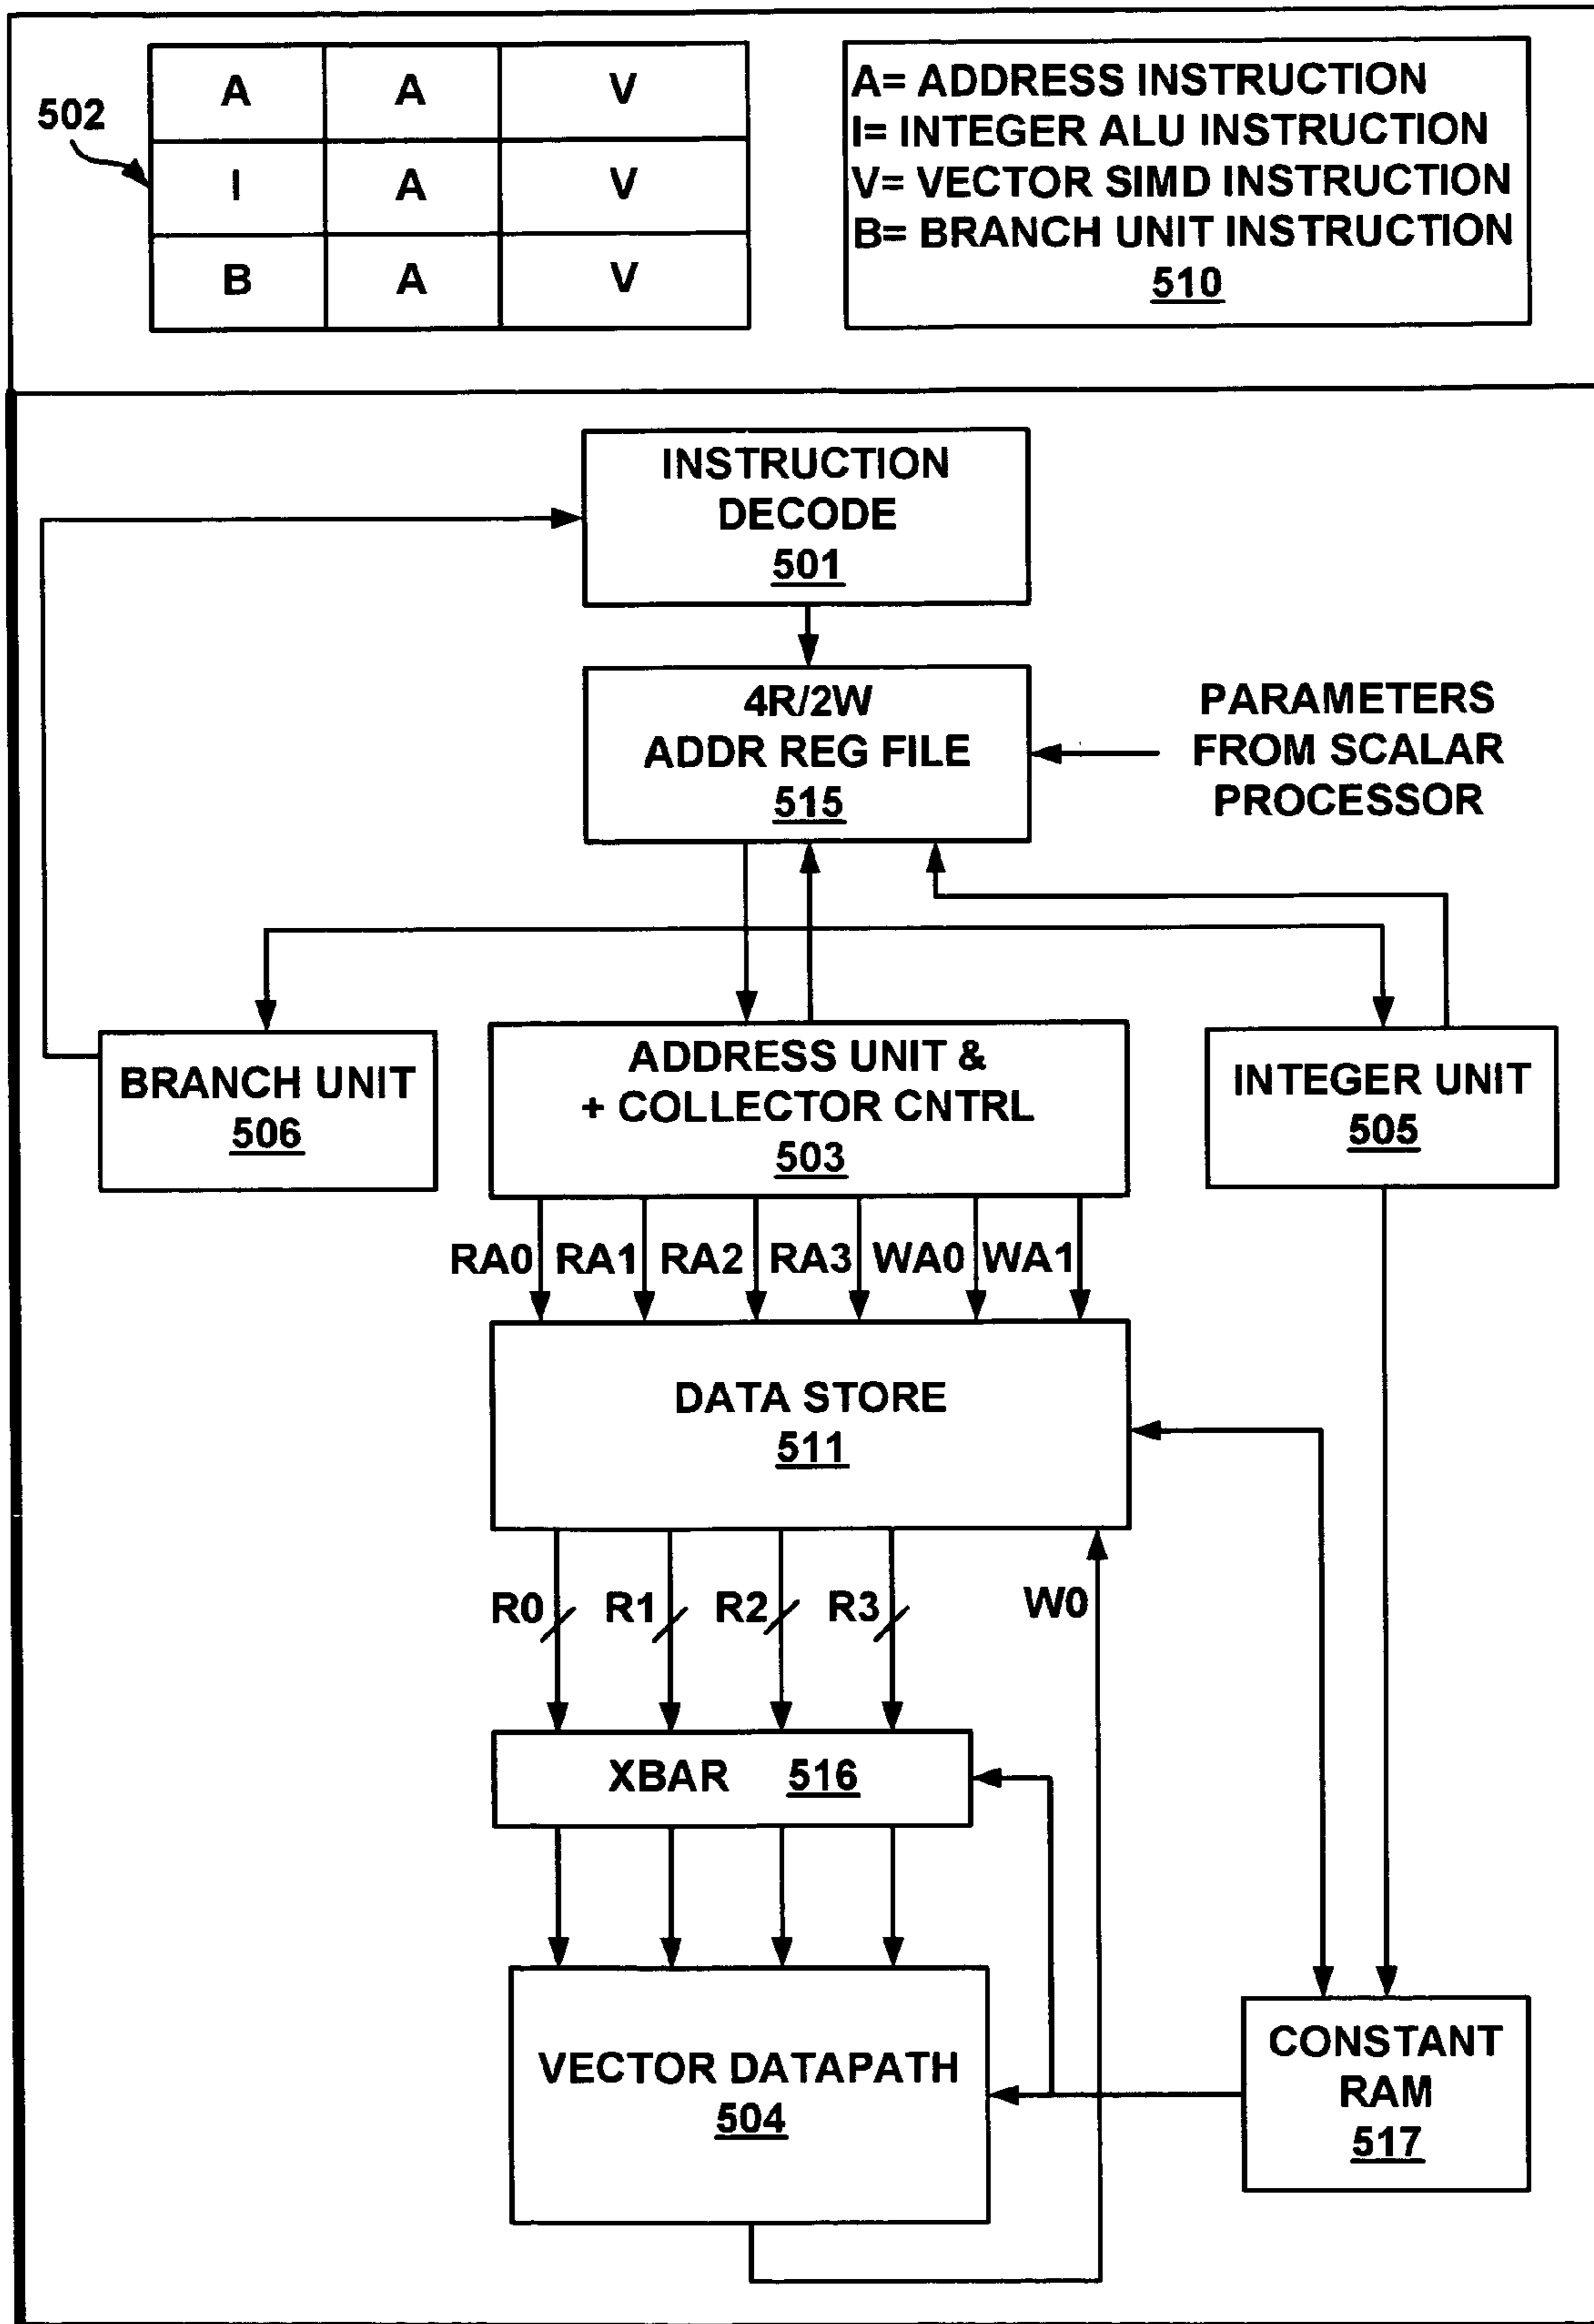 502
A A V
I A V
B A V
A= ADDRESS INSTRUCTION
I= INTEGER ALU INSTRUCTION
V= VECTOR SIMD INSTRUCTION
B= BRANCH UNIT INSTRUCTION
510
INSTRUCTION
DECODE
501
4R/2W
ADDR REG FILE
515
PARAMETERS
FROM SCALAR
PROCESSOR
BRANCH UNIT
506
ADDRESS UNIT &
+ COLLECTOR CNTRL
503
INTEGER UNIT
505
RA0 RA1 RA2 RA3 WA0 WA1
DATA STORE
511
R0 R1 R2 R3 W0
XBAR 516
VECTOR DATAPATH
504
CONSTANT
RAM
517